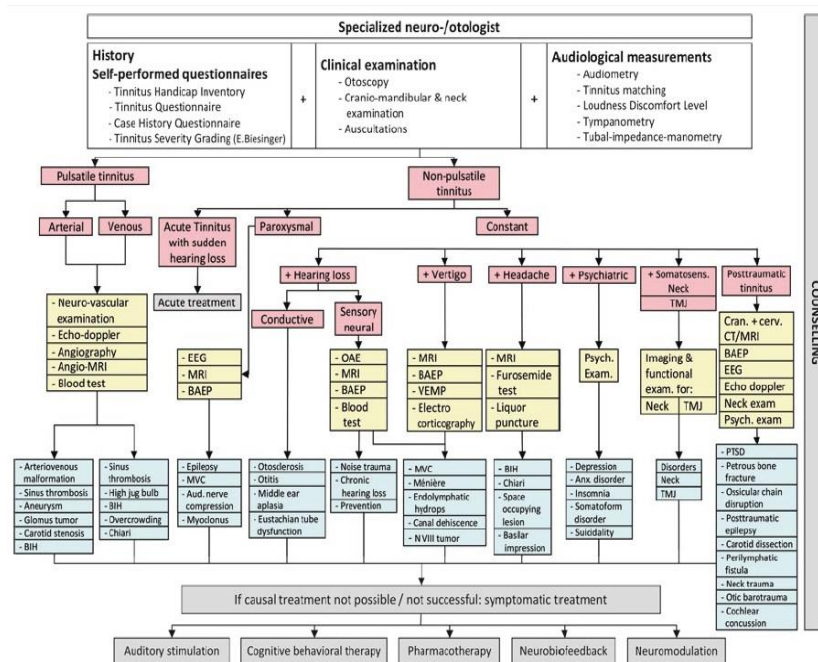 Specialized neuro-/otologist
History
Self-performed questionnaires
- Tinnitus Handicap Inventory
- Tinnitus Questionnaire
- Case History Questionnaire
- Tinnitus Severity Grading (E.Biesinger)
+
Clinical examination
- Otoscopy
- Cranio-mandibular & neck
examination
- Auscultations
+
Audiological measurements
- Audiometry
- Tinnitus matching
- Loudness Discomfort Level
- Tympanometry
- Tubal-impedance-manometry
COUNSELLING
Pulsatile tinnitus
Non-pulsatile
tinnitus
Arterial
Venous
Acute Tinnitus
with sudden
hearing loss
Paroxysmal
Constant
Acute treatment
+ Hearing loss
+ Vertigo
+ Headache
+ Psychiatric
+ Somatosens.
Neck
TMJ
Posttraumatic
tinnitus
Conductive
Sensory
neural
- Neuro-vascular
examination
- Echo-doppler
- Angiography
- Angio-MRI
- Blood test
- EEG
- MRI
- BAEP
- OAE
- MRI
- BAEP
- Blood
test
- MRI
- BAEP
- VEMP
- Electro
corticography
- MRI
- Furosemide
test
- Liquor
puncture
Psych.
Exam.
Imaging &
functional
exam. for:
Neck
TMJ
Cran. + cerv.
CT/MRI
BAEP
EEG
Echo doppler
Neck exam
Psych. exam
- Arteriovenous
malformation
- Sinus thrombosis
- Aneurysm
- Glomus tumor
- Carotid stenosis
- BIH
- Sinus
thrombosis
- High jug bulb
- BIH
- Overcrowding
- Chiari
- Epilepsy
- MVC
- Aud. nerve
compression
- Myoclonus
- Otosclerosis
- Otitis
- Middle ear
aplasia
- Eustachian tube
dysfunction
- Noise trauma
- Chronic
hearing loss
- Prevention
- MVC
- Ménière
- Endolymphatic
hydrops
- Canal dehiscence
- NVIII tumor
- BIH
- Chiari
- Space
occupying
lesion
- Basilar
impression
- Depression
- Anx disorder
- Insomnia
- Somatoform
disorder
- Suicidality
Disorders
Neck
TMJ
- PTSD
- Petrous bone
fracture
- Ossicular chain
disruption
- Posttraumatic
epilepsy
- Carotid dissection
- Perilymphatic
fistula
- Neck trauma
- Otic barotrauma
- Cochlear
concussion
If causal treatment not possible / not successful: symptomatic treatment
Auditory stimulation
Cognitive behavioral therapy
Pharmacotherapy
Neurobiofeedback
Neuromodulation